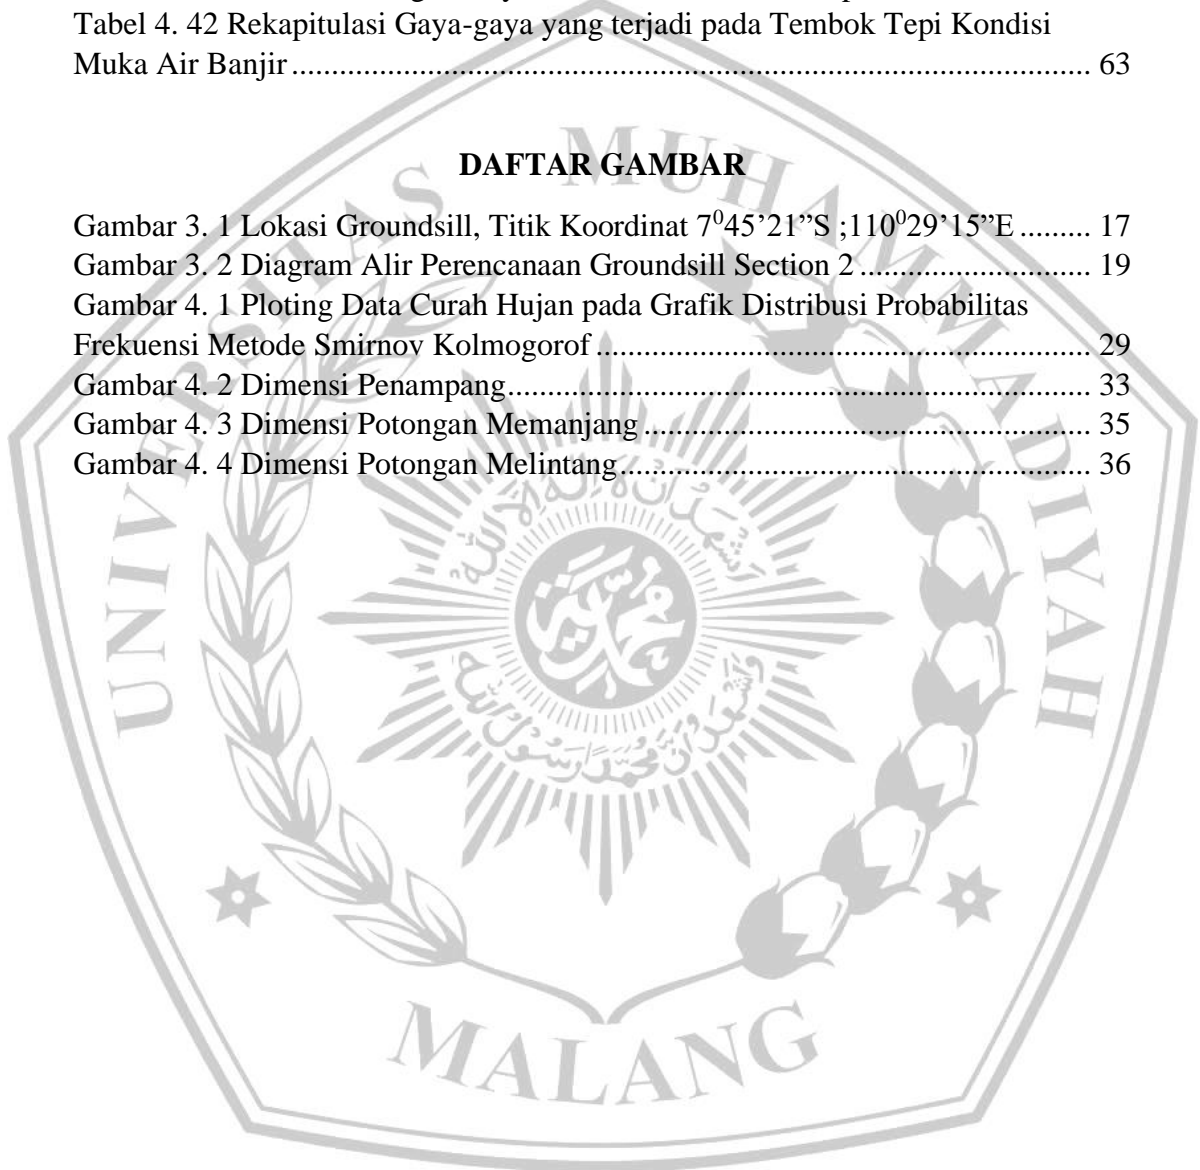 Tabel 4. 42 Rekapitulasi Gaya-gaya yang terjadi pada Tembok Tepi Kondisi
Muka Air Banjir .................................................................................................... 63
DAFTAR GAMBAR
Gambar 3. 1 Lokasi Groundsill, Titik Koordinat 7⁰45’21”S ;110⁰29’15”E ......... 17
Gambar 3. 2 Diagram Alir Perencanaan Groundsill Section 2 ............................. 19
Gambar 4. 1 Ploting Data Curah Hujan pada Grafik Distribusi Probabilitas
Frekuensi Metode Smirnov Kolmogorof .............................................................. 29
Gambar 4. 2 Dimensi Penampang......................................................................... 33
Gambar 4. 3 Dimensi Potongan Memanjang ........................................................ 35
Gambar 4. 4 Dimensi Potongan Melintang........................................................... 36
UNIVERSITAS MUHAMMADIYAH
MALANG